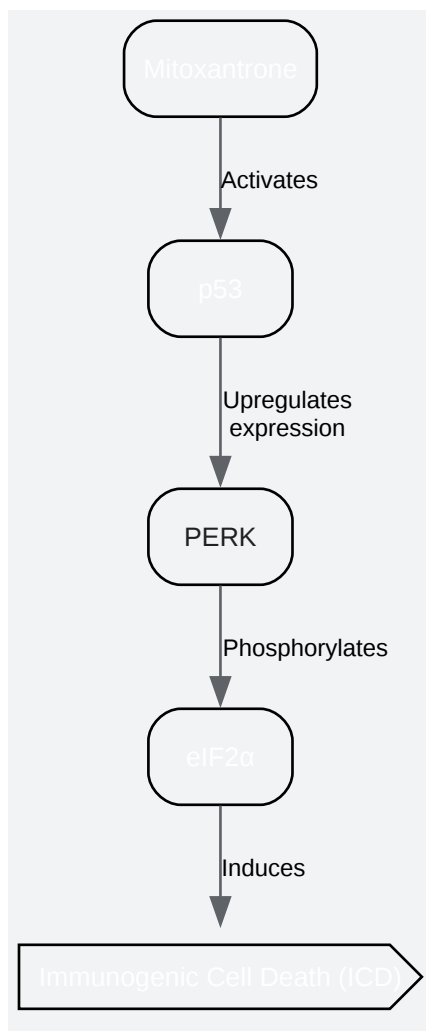 Mitoxantrone
Activates
p53
Upregulates
expression
PERK
Phosphorylates
eIF2α
Induces
Immunogenic Cell Death (ICD)